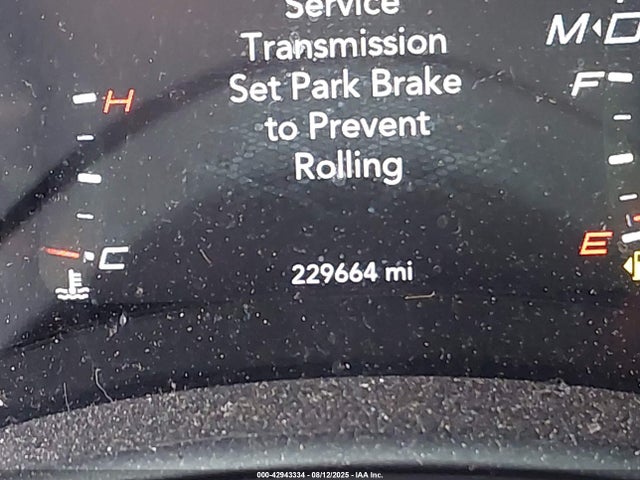 Service
Transmission
Set Park Brake
to Prevent
Rolling
M◂D
H
F
C
E
229664 mi
000-42943334 - 08/12/2025 - IAA Inc.